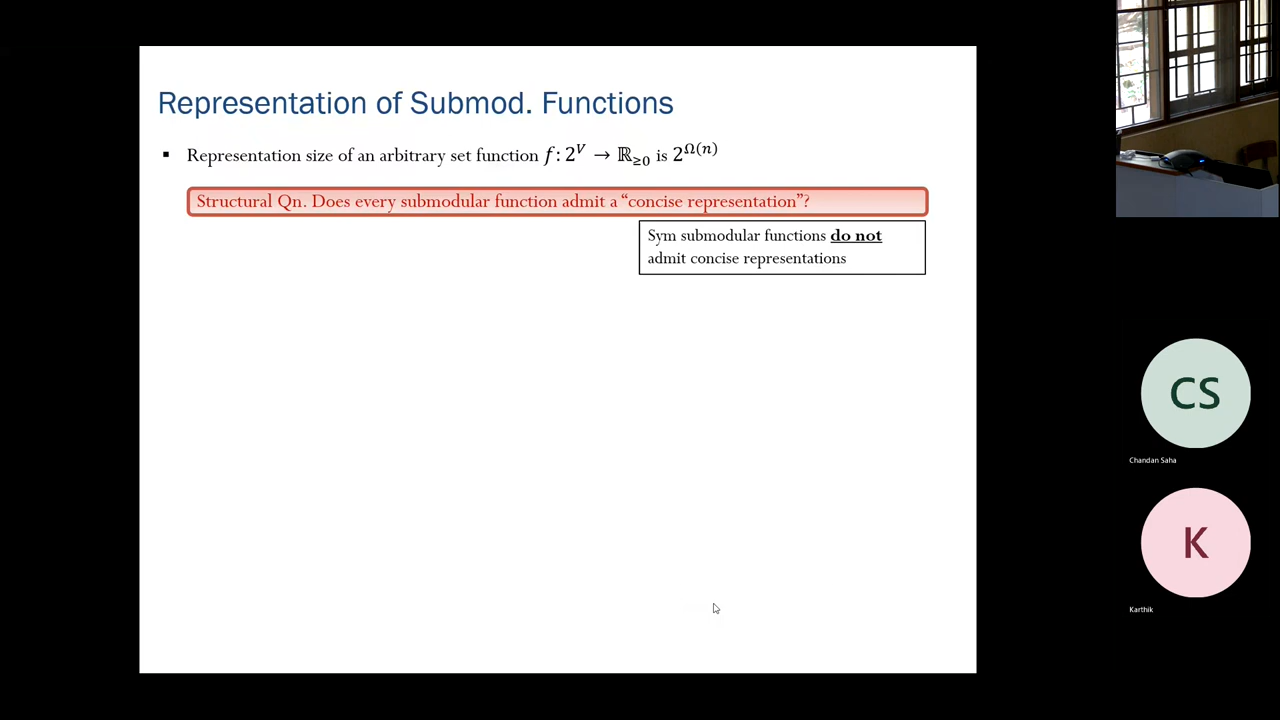 Representation of Submod. Functions
▪ Representation size of an arbitrary set function f: 2^V → ℝ≥0 is 2^Ω(n)
Structural Qn. Does every submodular function admit a “concise representation”?
Sym submodular functions do not
admit concise representations
CS
Chandan Saha
K
Karthik